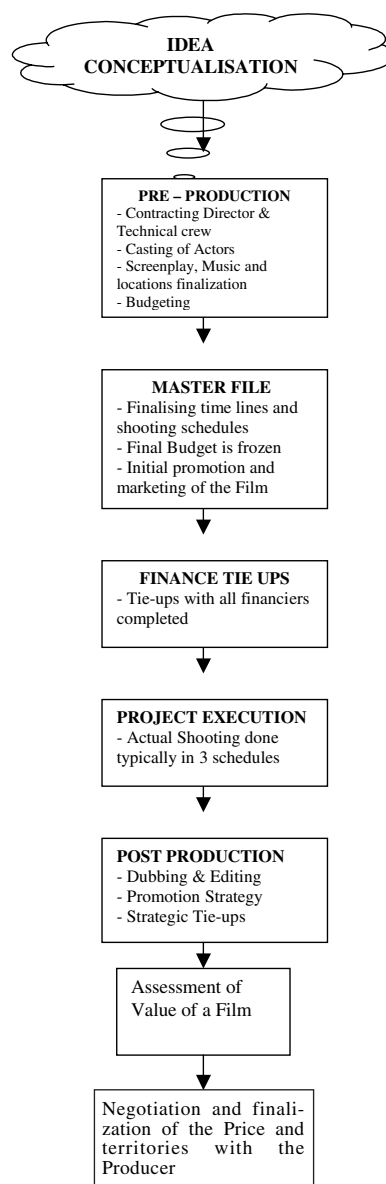 IDEA
CONCEPTUALISATION
PRE – PRODUCTION
- Contracting Director &
Technical crew
- Casting of Actors
- Screenplay, Music and
locations finalization
- Budgeting
MASTER FILE
- Finalising time lines and
shooting schedules
- Final Budget is frozen
- Initial promotion and
marketing of the Film
FINANCE TIE UPS
- Tie-ups with all financiers
completed
PROJECT EXECUTION
- Actual Shooting done
typically in 3 schedules
POST PRODUCTION
- Dubbing & Editing
- Promotion Strategy
- Strategic Tie-ups
Assessment of
Value of a Film
Negotiation and finali-
zation of the Price and
territories with the
Producer